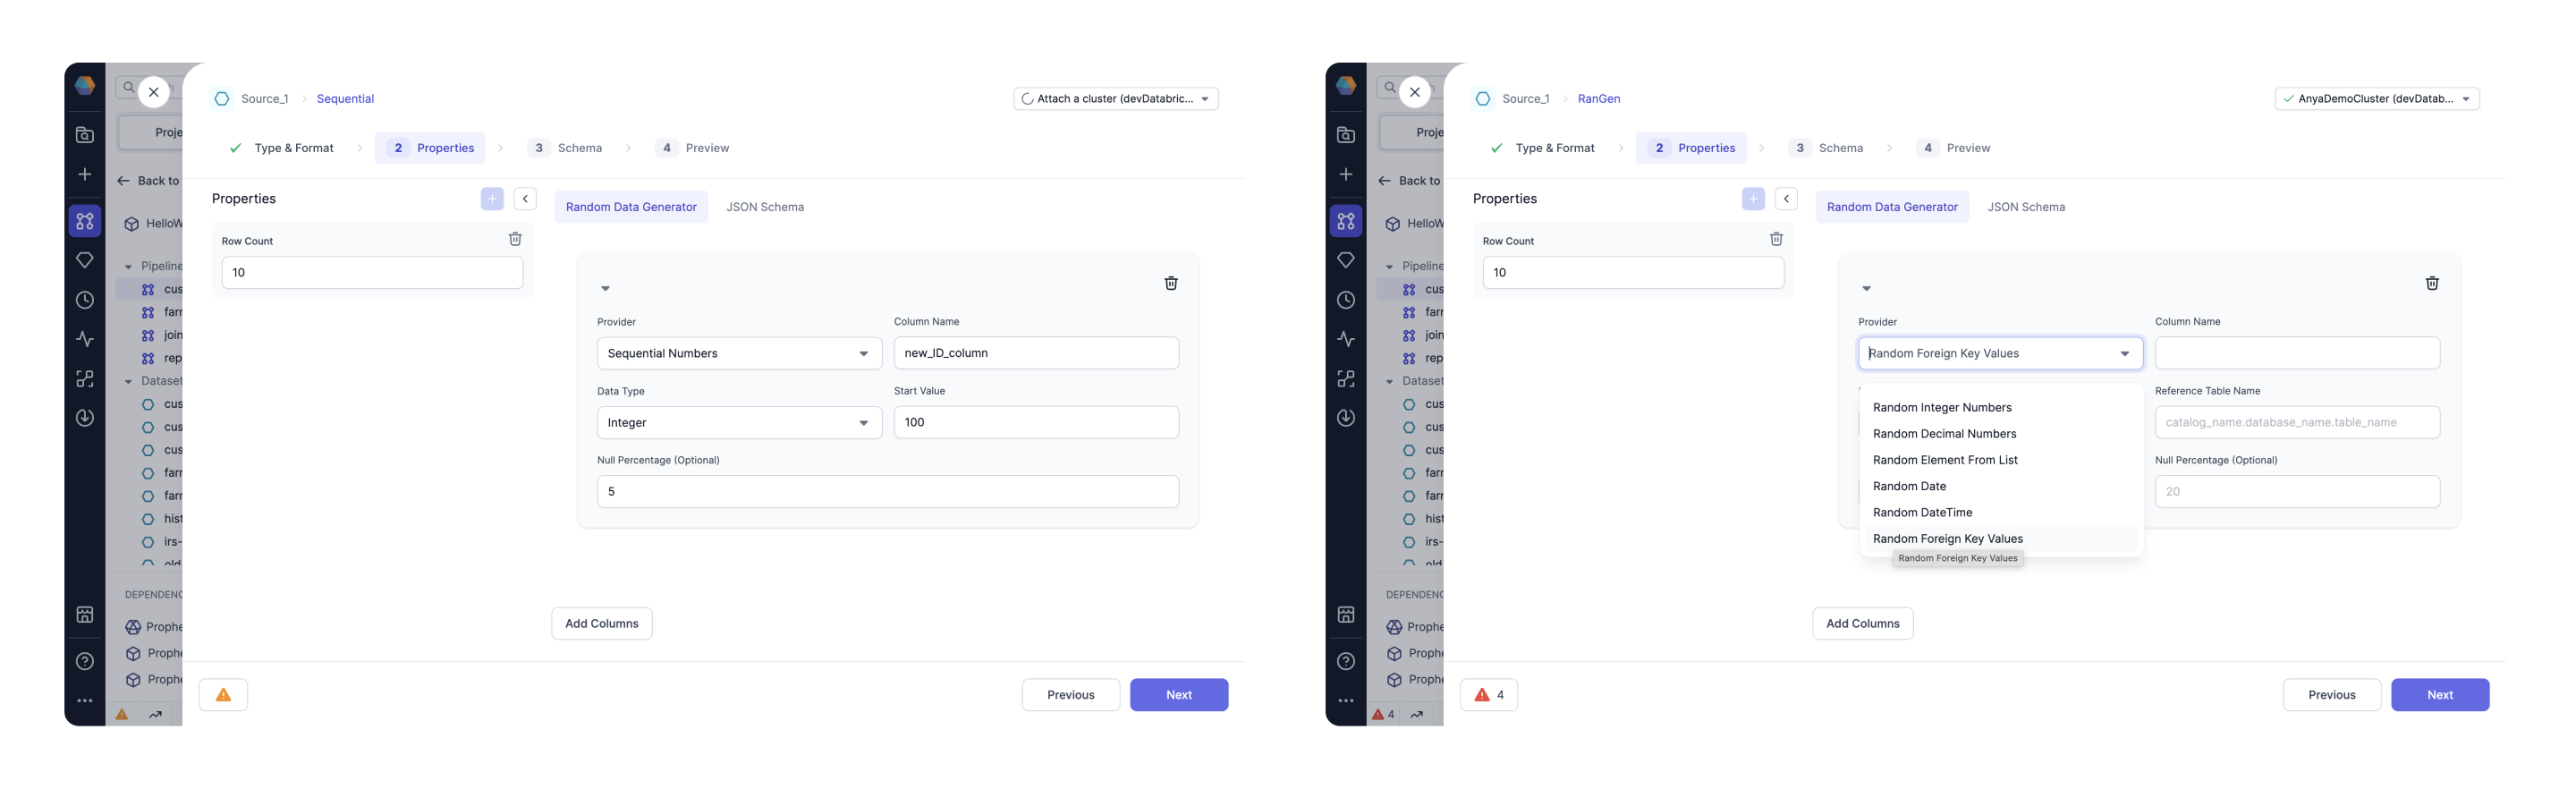 Source_1 > Sequential
Attach a cluster (devDatabric...
Type & Format > 2 Properties > 3 Schema > 4 Preview
Proje
Back to
HelloW
Pipeline
cus
farr
join
rep
Dataset
cus
cus
cus
farr
farr
hist
irs-
old
DEPENDENC
Prophe
Prophe
Prophe
Properties
Row Count
10
Random Data Generator
JSON Schema
Provider
Sequential Numbers
Column Name
new_ID_column
Data Type
Integer
Start Value
100
Null Percentage (Optional)
5
Add Columns
Previous
Next
Source_1 > RanGen
AnyaDemoCluster (devDatab...
Type & Format > 2 Properties > 3 Schema > 4 Preview
Proje
Back to
HelloW
Pipeline
cus
farr
join
rep
Dataset
cus
cus
cus
farr
farr
hist
irs-
old
DEPENDENC
Prophe
Prophe
Prophe
4
Properties
Row Count
10
Random Data Generator
JSON Schema
Provider
Random Foreign Key Values
Column Name
Random Integer Numbers
Random Decimal Numbers
Random Element From List
Random Date
Random DateTime
Random Foreign Key Values
Random Foreign Key Values
Reference Table Name
catalog_name.database_name.table_name
Null Percentage (Optional)
20
Add Columns
4
Previous
Next